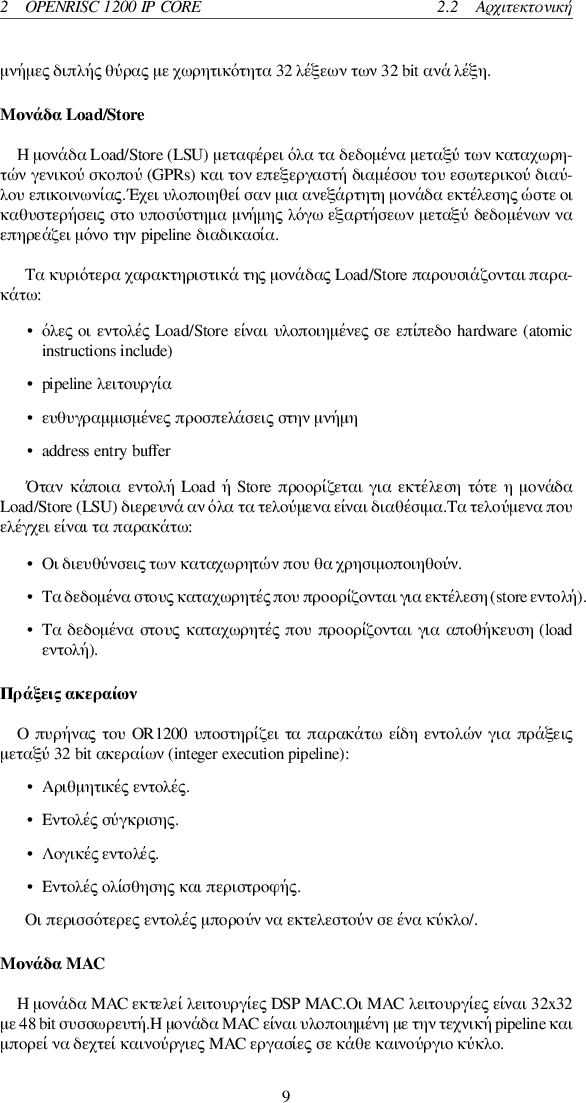 2 OPENRISC 1200 IP CORE 2.2 Αρχιτεκτονική
μνήμες διπλής θύρας με χωρητικότητα 32 λέξεων των 32 bit ανά λέξη.
Μονάδα Load/Store
Η μονάδα Load/Store (LSU) μεταφέρει όλα τα δεδομένα μεταξύ των καταχωρη-
τών γενικού σκοπού (GPRs) και τον επεξεργαστή διαμέσου του εσωτερικού διαύ-
λου επικοινωνίας.Έχει υλοποιηθεί σαν μια ανεξάρτητη μονάδα εκτέλεσης ώστε οι
καθυστερήσεις στο υποσύστημα μνήμης λόγω εξαρτήσεων μεταξύ δεδομένων να
επηρεάζει μόνο την pipeline διαδικασία.
Τα κυριότερα χαρακτηριστικά της μονάδας Load/Store παρουσιάζονται παρα-
κάτω:
• όλες οι εντολές Load/Store είναι υλοποιημένες σε επίπεδο hardware (atomic
instructions include)
• pipeline λειτουργία
• ευθυγραμμισμένες προσπελάσεις στην μνήμη
• address entry buffer
Όταν κάποια εντολή Load ή Store προορίζεται για εκτέλεση τότε η μονάδα
Load/Store (LSU) διερευνά αν όλα τα τελούμενα είναι διαθέσιμα.Τα τελούμενα που
ελέγχει είναι τα παρακάτω:
• Οι διευθύνσεις των καταχωρητών που θα χρησιμοποιηθούν.
• Τα δεδομένα στους καταχωρητές που προορίζονται για εκτέλεση (store εντολή).
• Τα δεδομένα στους καταχωρητές που προορίζονται για αποθήκευση (load
εντολή).
Πράξεις ακεραίων
Ο πυρήνας του OR1200 υποστηρίζει τα παρακάτω είδη εντολών για πράξεις
μεταξύ 32 bit ακεραίων (integer execution pipeline):
• Αριθμητικές εντολές.
• Εντολές σύγκρισης.
• Λογικές εντολές.
• Εντολές ολίσθησης και περιστροφής.
Οι περισσότερες εντολές μπορούν να εκτελεστούν σε ένα κύκλο/.
Μονάδα MAC
Η μονάδα MAC εκτελεί λειτουργίες DSP MAC.Οι MAC λειτουργίες είναι 32x32
με 48 bit συσσωρευτή.Η μονάδα MAC είναι υλοποιημένη με την τεχνική pipeline και
μπορεί να δεχτεί καινούργιες MAC εργασίες σε κάθε καινούργιο κύκλο.
9